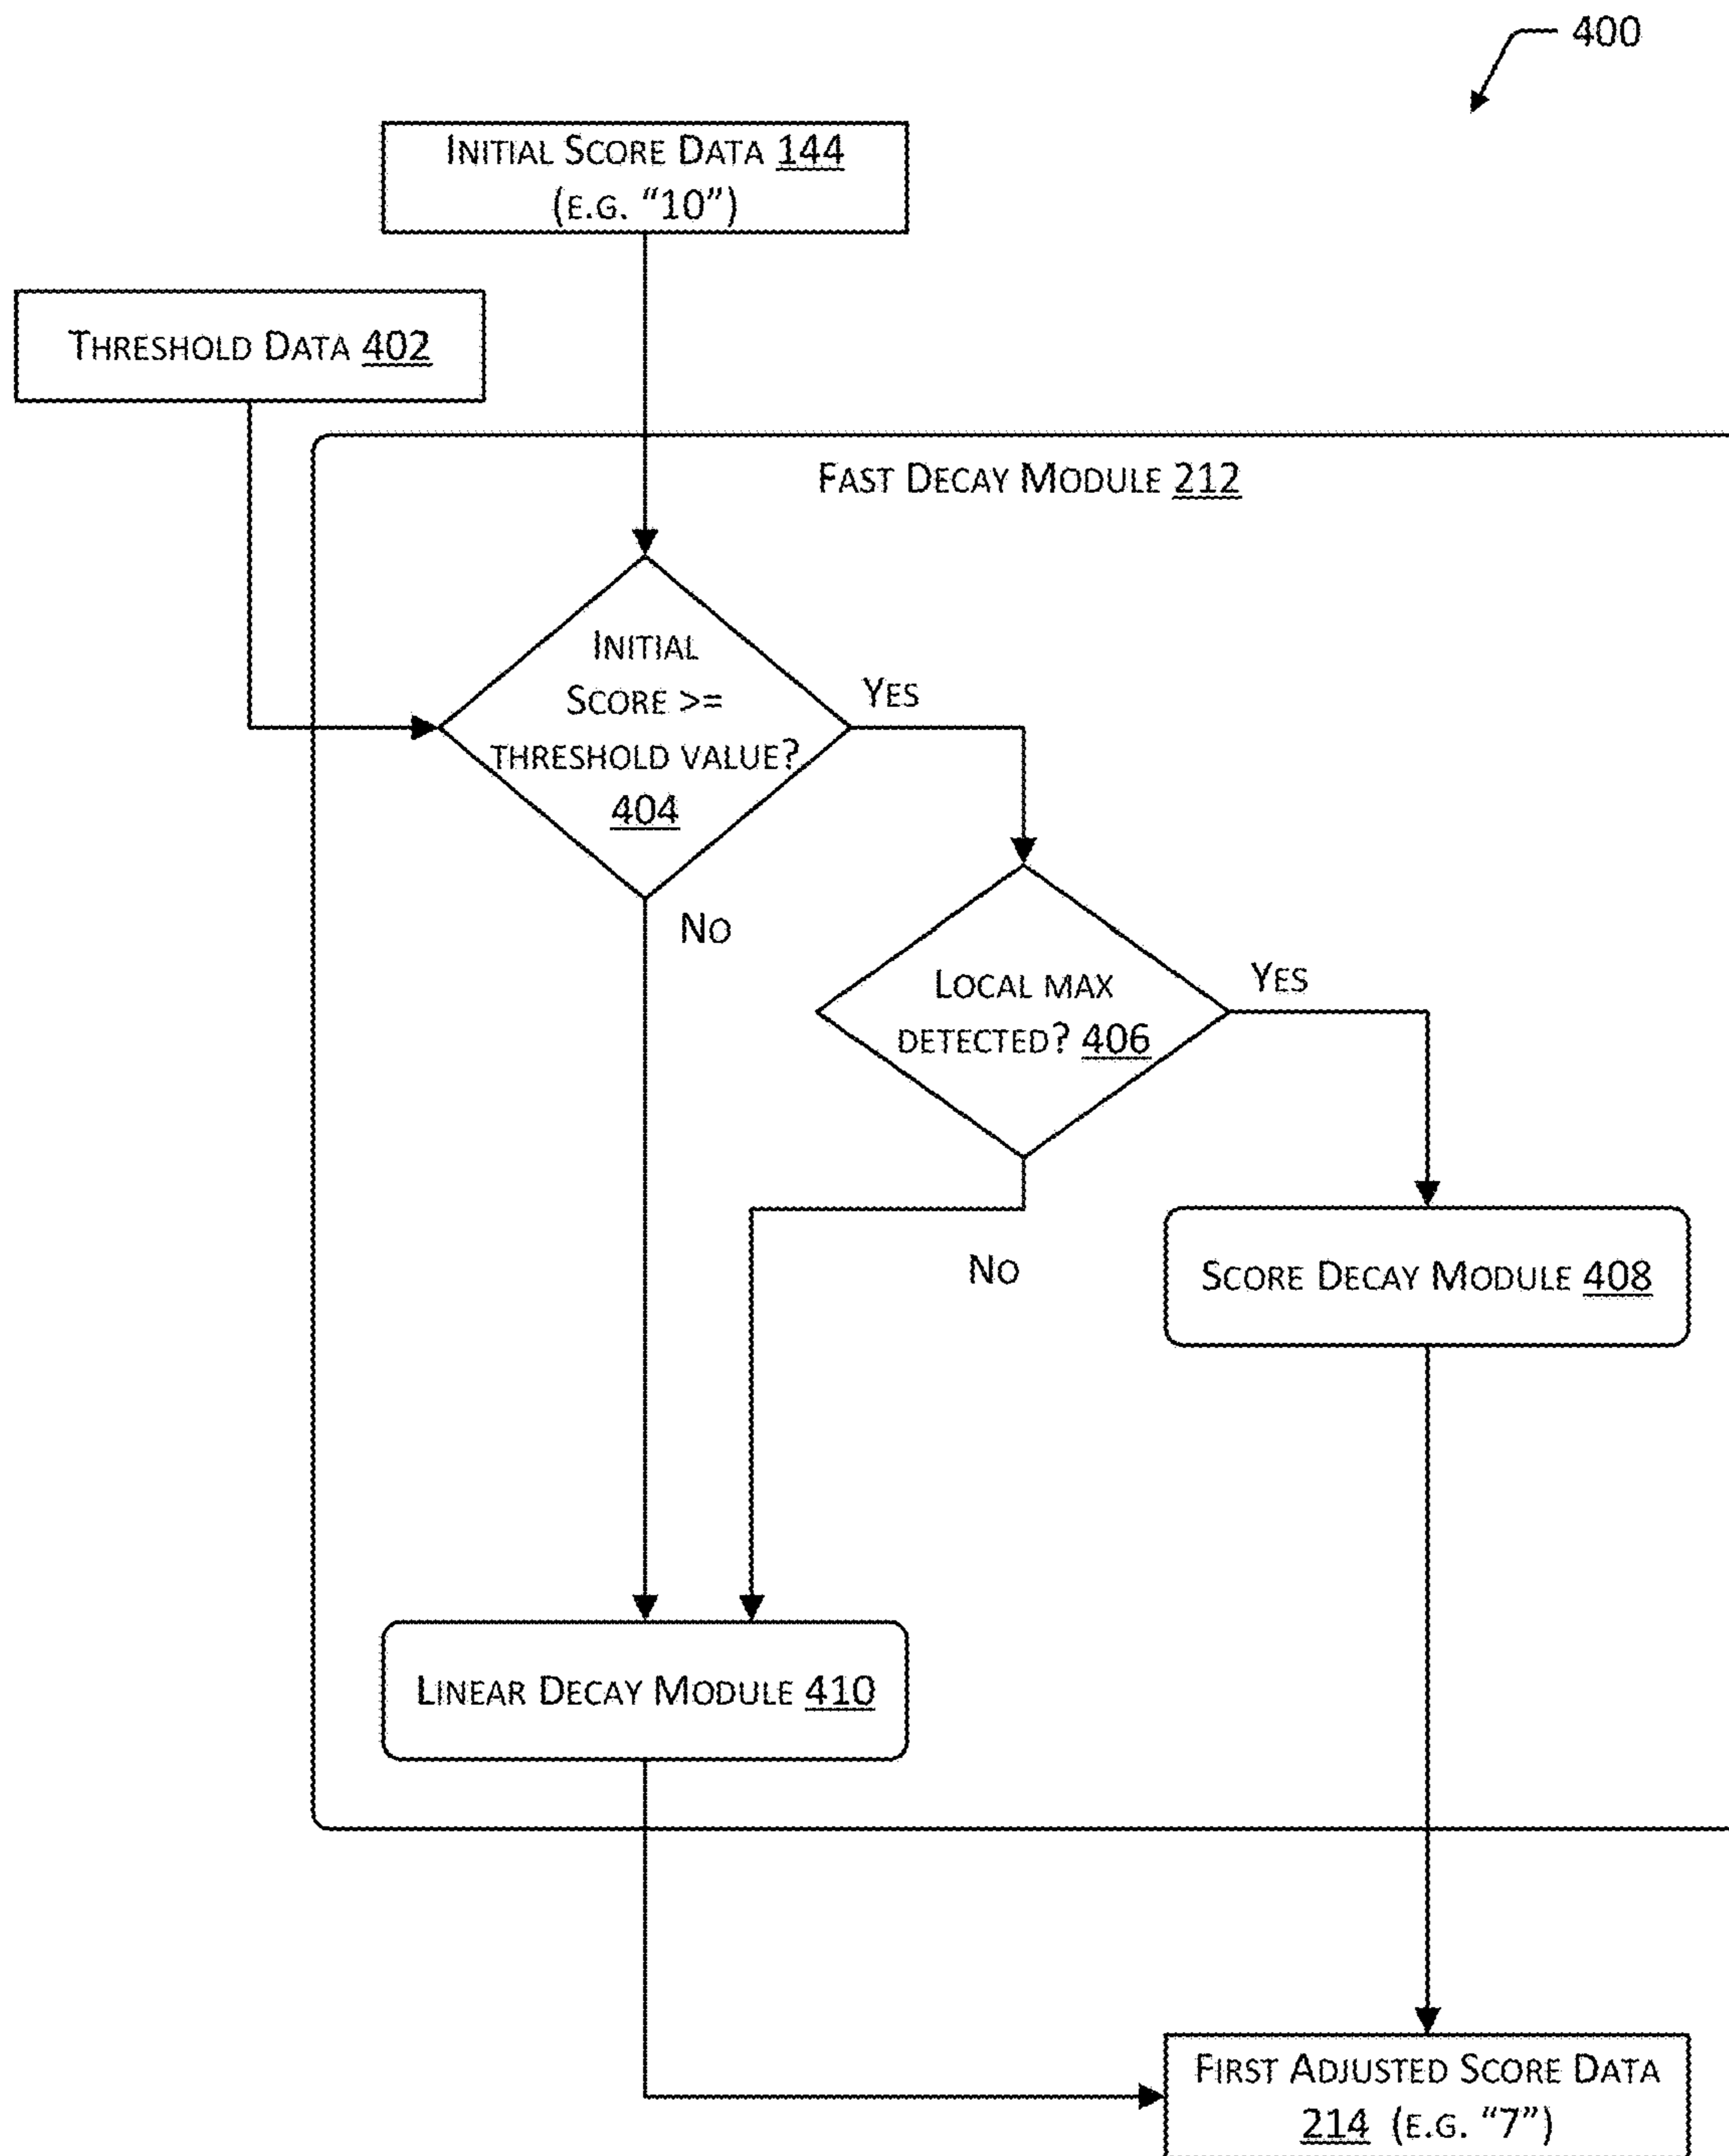 400
INITIAL SCORE DATA 144
(E.G. “10”)
THRESHOLD DATA 402
FAST DECAY MODULE 212
INITIAL
SCORE >=
THRESHOLD VALUE?
404
YES
NO
LOCAL MAX
DETECTED? 406
YES
NO
SCORE DECAY MODULE 408
LINEAR DECAY MODULE 410
FIRST ADJUSTED SCORE DATA
214 (E.G. “7”)